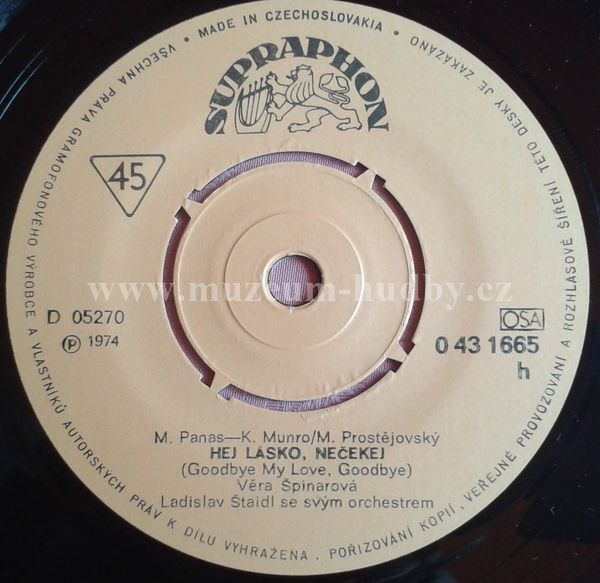 VŠECHNA PRÁVA GRAMOFONOVÉHO VÝROBCE A VLASTNÍKŮ AUTORSKÝCH PRÁV K DÍLU VYHRAŽENA . POŘIZOVÁNÍ KOPIÍ, VEŘEJNÉ PROVOZOVÁNÍ A ROZHLASOVÉ ŠÍŘENÍ TÉTO DESKY JE ZAKÁZÁNO • MADE IN CZECHOSLOVAKIA •
SUPRAPHON
45
www.muzeum-hudby.cz
D 05270
OSA
Ⓟ 1974
0 43 1665
h
M. Panas—K. Munro/M. Prostějovský
HEJ LÁSKO, NEČEKEJ
(Goodbye My Love, Goodbye)
Věra Špinarová
Ladislav Štaidl se svým orchestrem